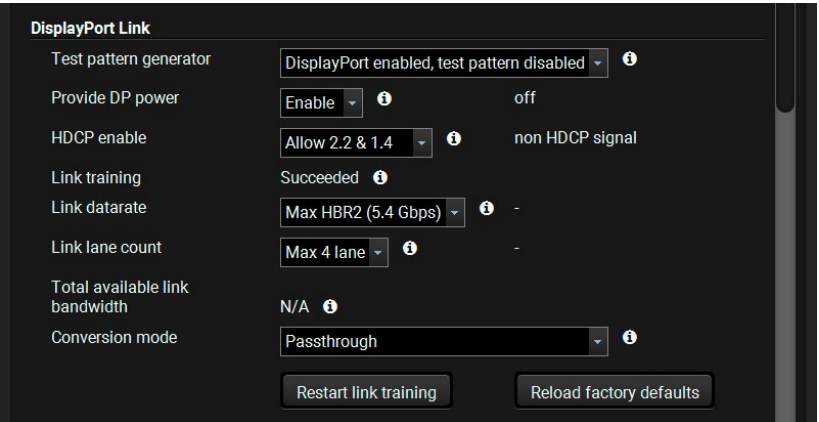 DisplayPort Link
Test pattern generator DisplayPort enabled, test pattern disabled
Provide DP power Enable off
HDCP enable Allow 2.2 & 1.4 non HDCP signal
Link training Succeeded
Link datarate Max HBR2 (5.4 Gbps) -
Link lane count Max 4 lane -
Total available link
bandwidth N/A
Conversion mode Passthrough
Restart link training Reload factory defaults